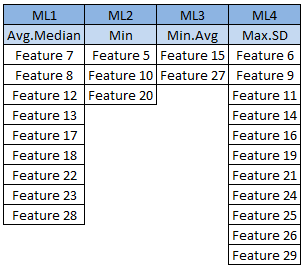 ML1 ML2 ML3 ML4
Avg.Median Min Min.Avg Max.SD
Feature 7 Feature 5 Feature 15 Feature 6
Feature 8 Feature 10 Feature 27 Feature 9
Feature 12 Feature 20 Feature 11
Feature 13 Feature 14
Feature 17 Feature 16
Feature 18 Feature 19
Feature 22 Feature 21
Feature 23 Feature 24
Feature 28 Feature 25
Feature 26
Feature 29